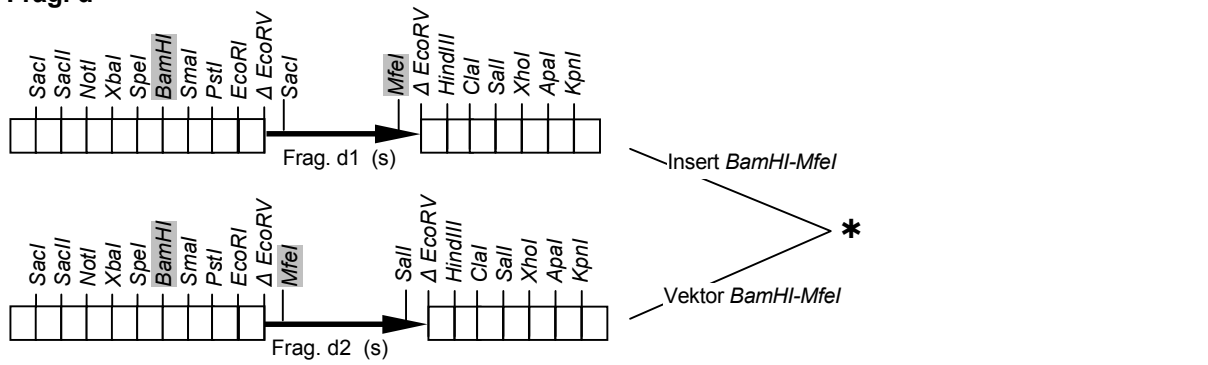 SacI
SacII
NotI
XbaI
SpeI
BamHI
SmaI
PstI
EcoRI
Δ EcoRV
SacI
MfeI
Δ EcoRV
HindIII
ClaI
SalI
XhoI
ApaI
KpnI
Frag. d1 (s)
Insert BamHI-MfeI
*
SacI
SacII
NotI
XbaI
SpeI
BamHI
SmaI
PstI
EcoRI
Δ EcoRV
MfeI
SalI
Δ EcoRV
HindIII
ClaI
SalI
XhoI
ApaI
KpnI
Vektor BamHI-MfeI
Frag. d2 (s)